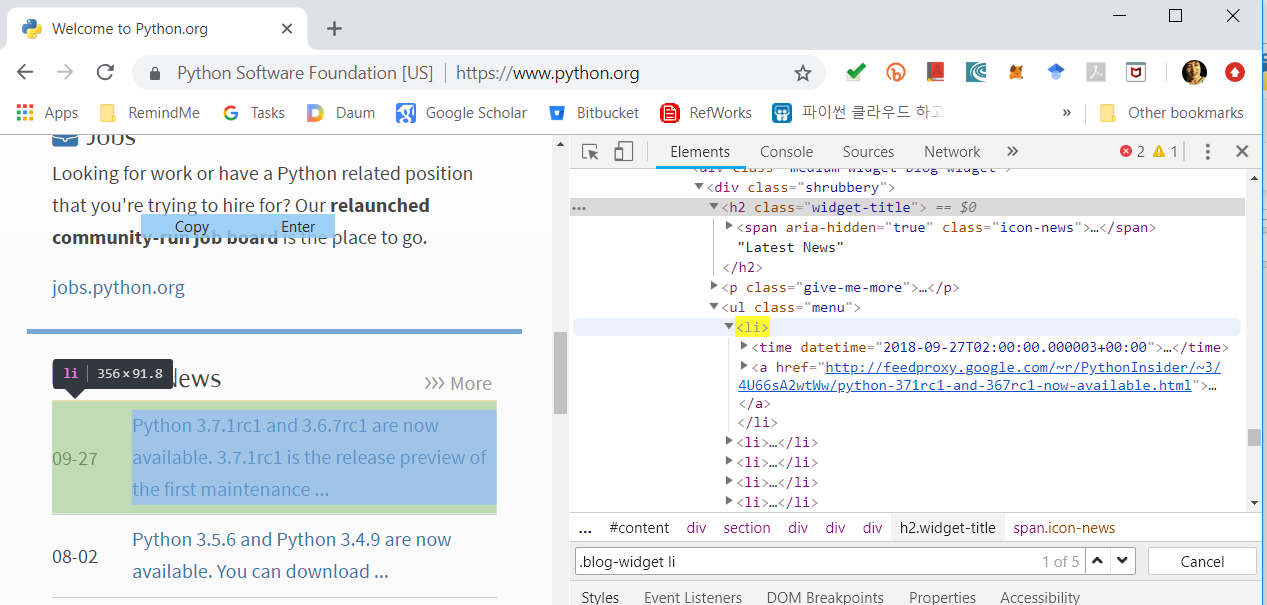 Welcome to Python.org
Python Software Foundation [US] | https://www.python.org
Apps RemindMe Tasks Daum Google Scholar Bitbucket RefWorks 파이썬 클라우드 하고 » Other bookmarks
Jobs
Looking for work or have a Python related position
that you're trying to hire for? Our relaunched
Copy Enter
community-run job board is the place to go.
jobs.python.org
li 356×91.8
News
>>> More
09-27
Python 3.7.1rc1 and 3.6.7rc1 are now
available. 3.7.1rc1 is the release preview of
the first maintenance ...
08-02
Python 3.5.6 and Python 3.4.9 are now
available. You can download ...
Elements Console Sources Network » 2 1
<div class="medium-widget blog-widget">
<div class="shrubbery">
... <h2 class="widget-title"> == $0
<span aria-hidden="true" class="icon-news">…</span>
"Latest News"
</h2>
<p class="give-me-more">…</p>
<ul class="menu">
<li>
<time datetime="2018-09-27T02:00:00.000003+00:00">…</time>
<a href="http://feedproxy.google.com/~r/PythonInsider/~3/
4U66sA2wtWw/python-371rc1-and-367rc1-now-available.html">…
</a>
</li>
<li>…</li>
<li>…</li>
<li>…</li>
<li>…</li>
... #content div section div div div h2.widget-title span.icon-news
.blog-widget li 1 of 5 Cancel
Styles Event Listeners DOM Breakpoints Properties Accessibility